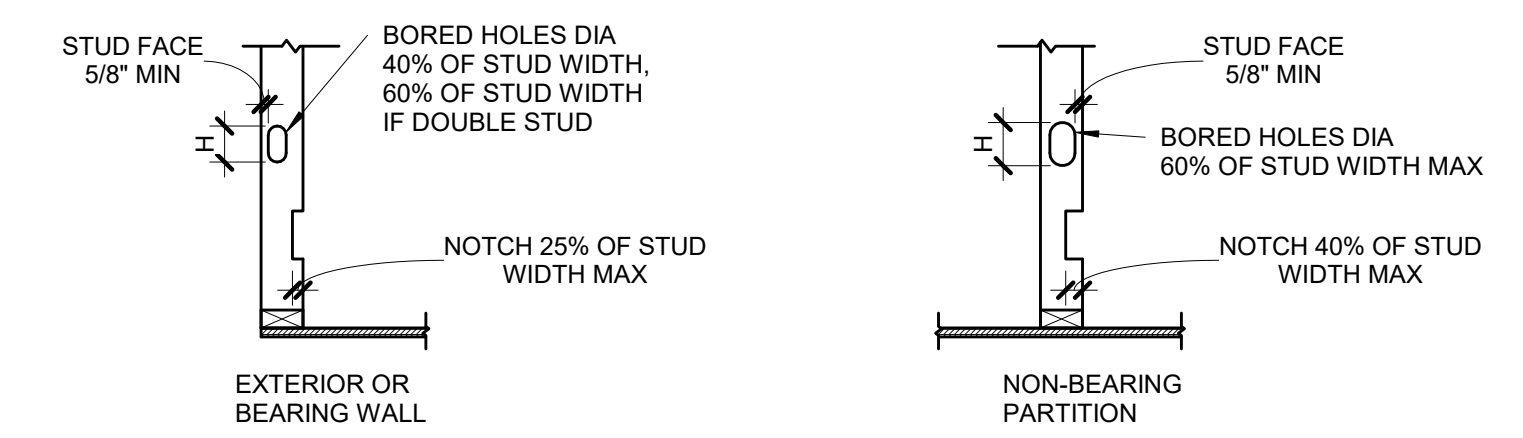 STUD FACE
5/8" MIN
BORED HOLES DIA
40% OF STUD WIDTH,
60% OF STUD WIDTH
IF DOUBLE STUD
H
NOTCH 25% OF STUD
WIDTH MAX
EXTERIOR OR
BEARING WALL
STUD FACE
5/8" MIN
H
BORED HOLES DIA
60% OF STUD WIDTH MAX
NOTCH 40% OF STUD
WIDTH MAX
NON-BEARING
PARTITION